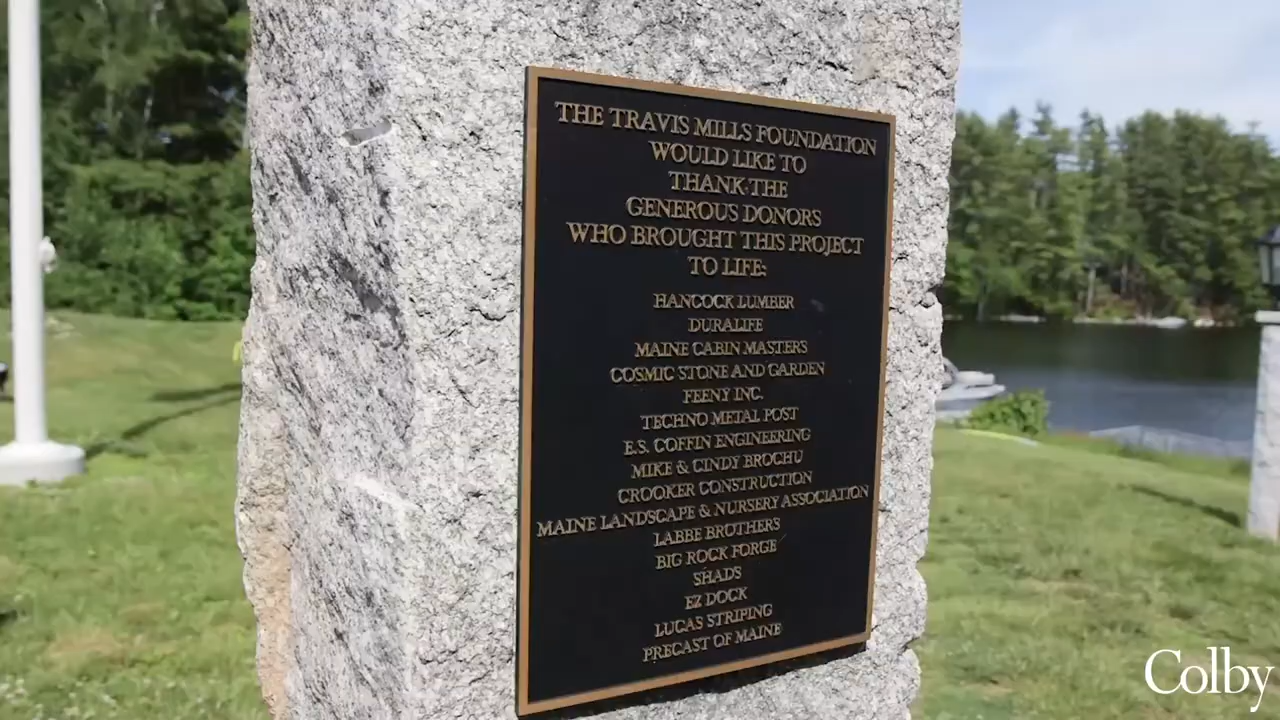 THE TRAVIS MILLS FOUNDATION
WOULD LIKE TO
THANK THE
GENEROUS DONORS
WHO BROUGHT THIS PROJECT
TO LIFE:
HANCOCK LUMBER
DURALIFE
MAINE CABIN MASTERS
COSMIC STONE AND GARDEN
FEENY INC.
TECHNO METAL POST
E.S. COFFIN ENGINEERING
MIKE & CINDY BROCHU
CROOKER CONSTRUCTION
MAINE LANDSCAPE & NURSERY ASSOCIATION
LABBE BROTHERS
BIG ROCK FORGE
SHADS
EZ DOCK
LUCAS STRIPING
PRECAST OF MAINE
Colby